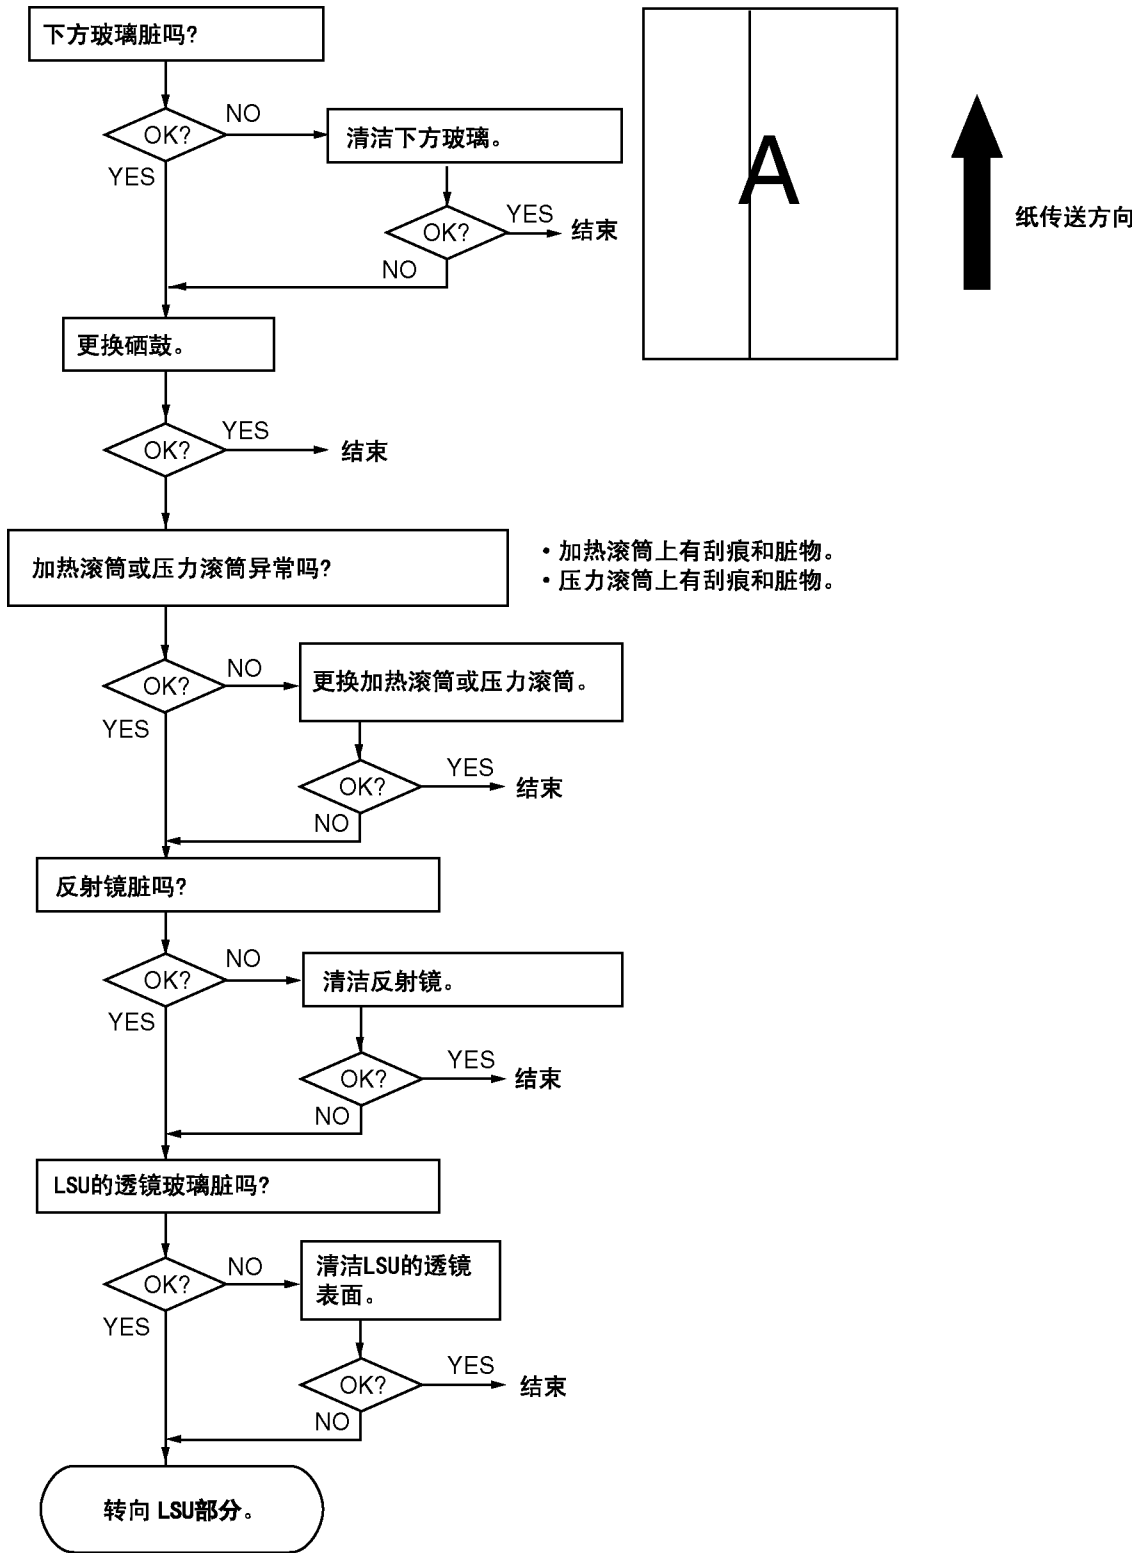 下方玻璃脏吗?
OK?
NO
清洁下方玻璃。
YES
OK?
YES
结束
NO
A
纸传送方向
更换硒鼓。
OK?
YES
结束
加热滚筒或压力滚筒异常吗?
・加热滚筒上有刮痕和脏物。
・压力滚筒上有刮痕和脏物。
OK?
NO
更换加热滚筒或压力滚筒。
YES
OK?
YES
结束
NO
反射镜脏吗?
OK?
NO
清洁反射镜。
YES
OK?
YES
结束
NO
LSU的透镜玻璃脏吗?
OK?
NO
清洁LSU的透镜
表面。
YES
OK?
YES
结束
NO
转向 LSU部分。